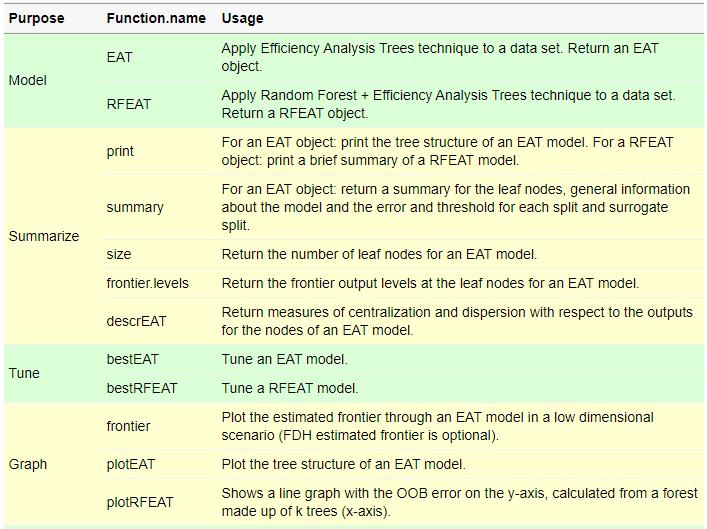 Purpose Function.name Usage
Model
EAT
Apply Efficiency Analysis Trees technique to a data set. Return an EAT
object.
RFEAT
Apply Random Forest + Efficiency Analysis Trees technique to a data set.
Return a RFEAT object.
Summarize
print
For an EAT object: print the tree structure of an EAT model. For a RFEAT
object: print a brief summary of a RFEAT model.
summary
For an EAT object: return a summary for the leaf nodes, general information
about the model and the error and threshold for each split and surrogate
split.
size
Return the number of leaf nodes for an EAT model.
frontier.levels
Return the frontier output levels at the leaf nodes for an EAT model.
descrEAT
Return measures of centralization and dispersion with respect to the outputs
for the nodes of an EAT model.
Tune
bestEAT
Tune an EAT model.
bestRFEAT
Tune a RFEAT model.
Graph
frontier
Plot the estimated frontier through an EAT model in a low dimensional
scenario (FDH estimated frontier is optional).
plotEAT
Plot the tree structure of an EAT model.
plotRFEAT
Shows a line graph with the OOB error on the y-axis, calculated from a forest
made up of k trees (x-axis).